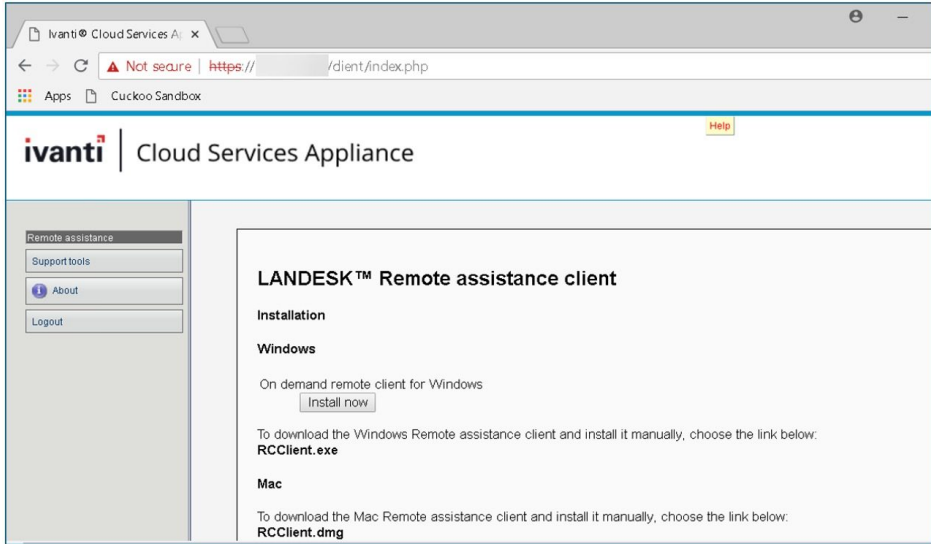 Ivanti® Cloud Services A
Not secure | https:// /client/index.php
Apps Cuckoo Sandbox
Help
ivanti | Cloud Services Appliance
Remote assistance
Support tools
About
Logout
LANDESK™ Remote assistance client
Installation
Windows
On demand remote client for Windows
Install now
To download the Windows Remote assistance client and install it manually, choose the link below:
RCClient.exe
Mac
To download the Mac Remote assistance client and install it manually, choose the link below:
RCClient.dmg